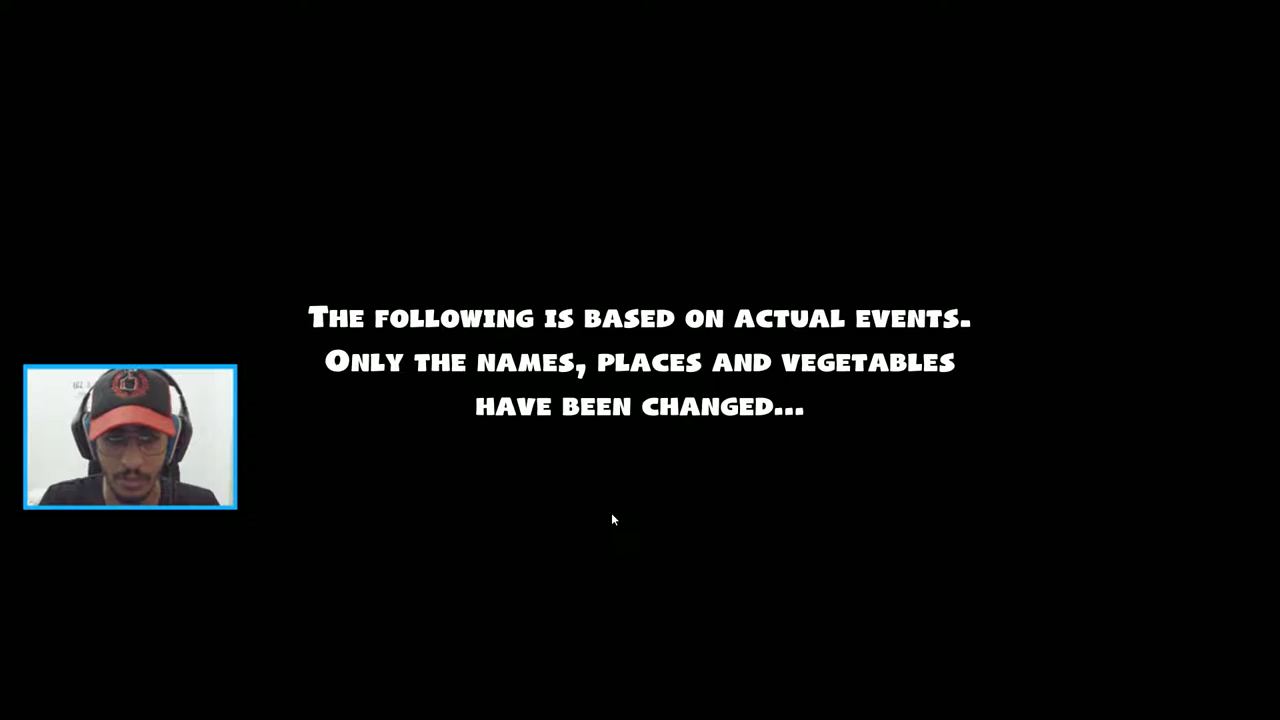 The following is based on actual events.
Only the names, places and vegetables
have been changed...